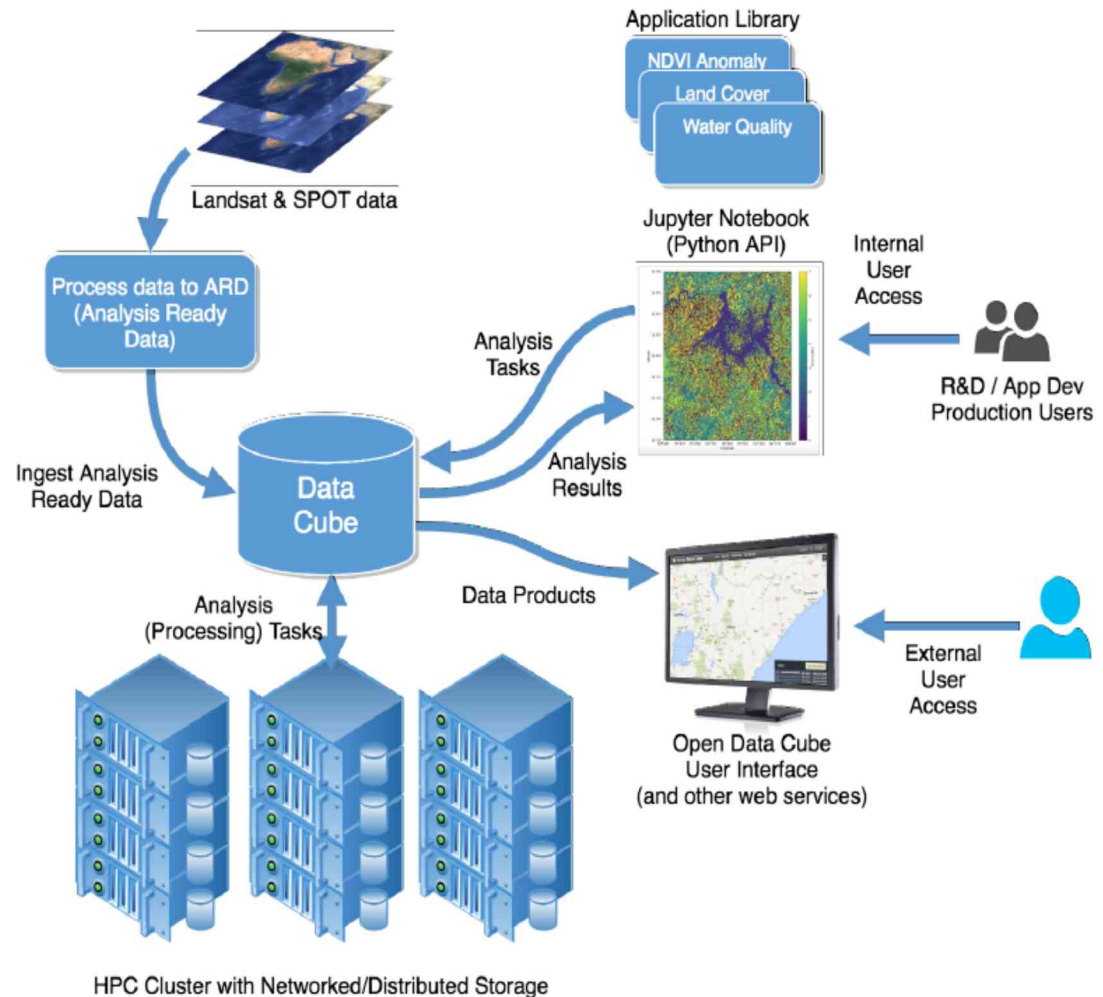 Application Library
NDVI Anomaly
Land Cover
Water Quality
Landsat & SPOT data
Jupyter Notebook
(Python API)
Internal
User
Access
Process data to ARD
(Analysis Ready
Data)
Analysis
Tasks
R&D / App Dev
Production Users
Ingest Analysis
Ready Data
Data
Cube
Analysis
Results
Data Products
Analysis
(Processing) Tasks
External
User
Access
Open Data Cube
User Interface
(and other web services)
HPC Cluster with Networked/Distributed Storage